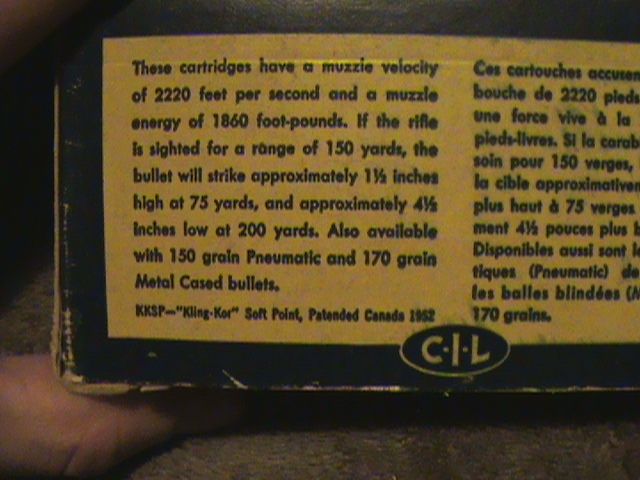 These cartridges have a muzzle velocity
of 2220 feet per second and a muzzle
energy of 1860 foot-pounds. If the rifle
is sighted for a range of 150 yards, the
bullet will strike approximately 1½ inches
high at 75 yards, and approximately 4½
inches low at 200 yards. Also available
with 150 grain Pneumatic and 170 grain
Metal Cased bullets.
KKSP—"Kling-Kor" Soft Point, Patented Canada 1952
Ces cartouches accusen
bouche de 2220 pieds
une force vive à la
pieds-livres. Si la carab
soin pour 150 verges,
la cible approximative
plus haut à 75 verges
ment 4½ pouces plus b
Disponibles aussi sont l
tiques (Pneumatic) de
les balles blindées (M
170 grains.
C·I·L